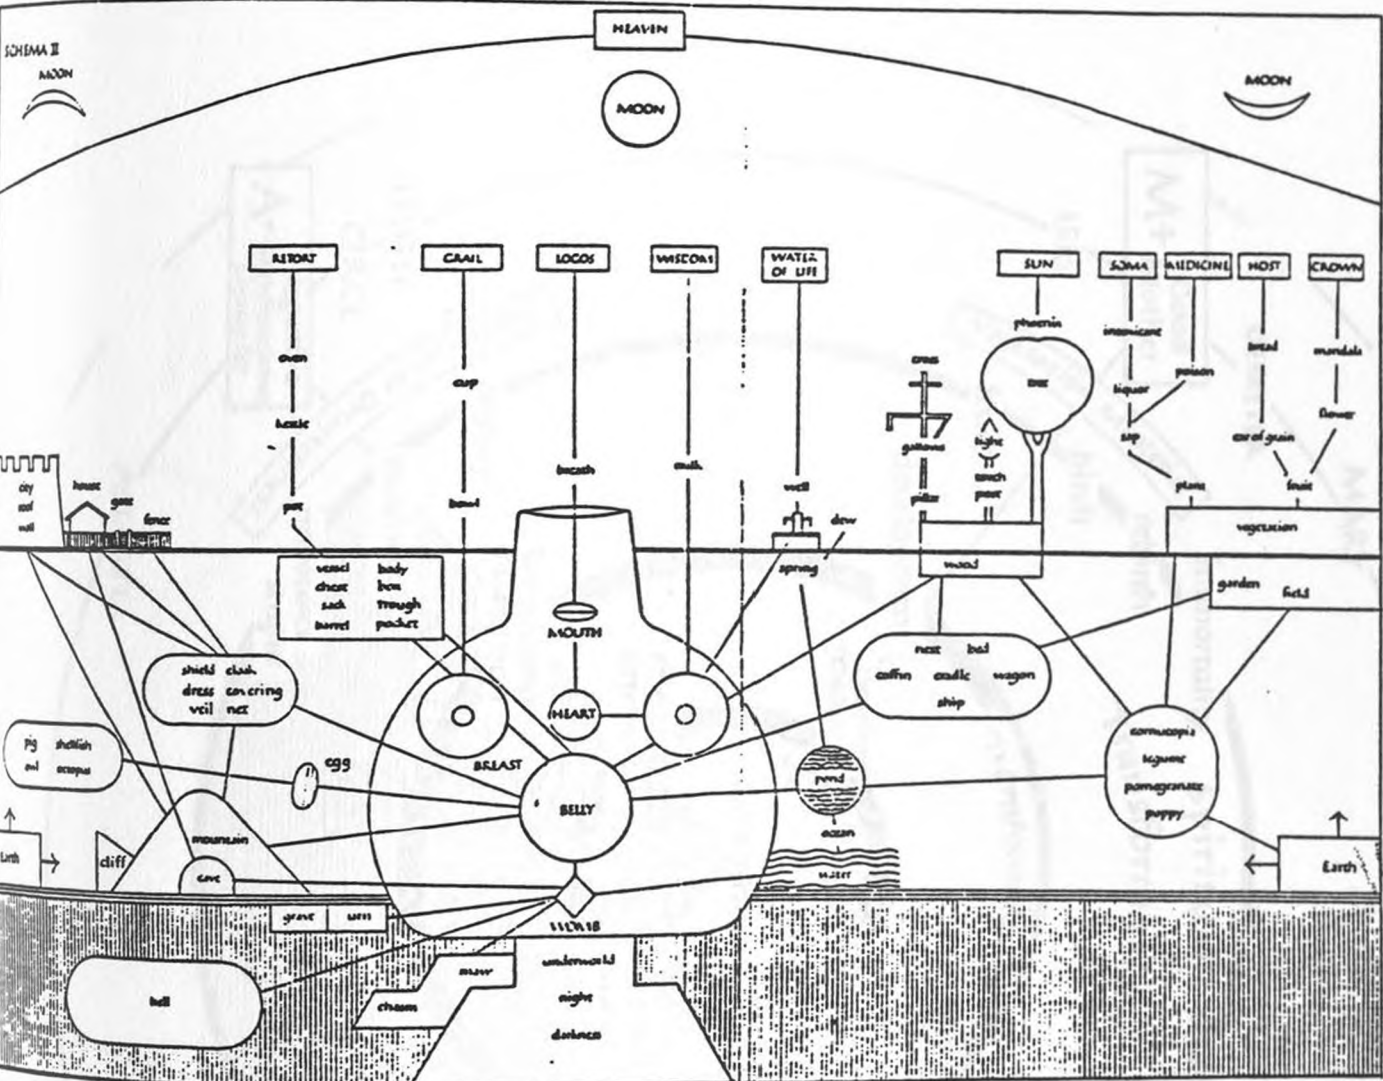 HEAVEN
SCHEMA II
MOON
MOON
MOON
RETORT
GRAIL
LOGOS
WISDOM
WATER
OF LIFE
SUN
SOMA
MEDICINE
HOST
CROWN
phoenix
tree
intoxicant
bread
mandala
oven
cup
cross
poison
liquor
kettle
gallows
light
sap
ear of grain
flower
breath
milk
torch
post
city
wall
house
gate
fence
pot
bowl
well
dew
pillar
plant
fruit
vegetation
vessel body
chest box
sack trough
barrel pocket
spring
wood
garden
field
MOUTH
shield cloak
dress covering
veil net
nest bed
coffin cradle wagon
ship
HEART
pig shellfish
owl octopus
egg
BREAST
BELLY
pond
cornucopia
legume
pomegranate
poppy
ocean
water
mountain
cliff
cave
Earth
Earth
grave urn
WOMB
underworld
night
darkness
maw
chasm
hell